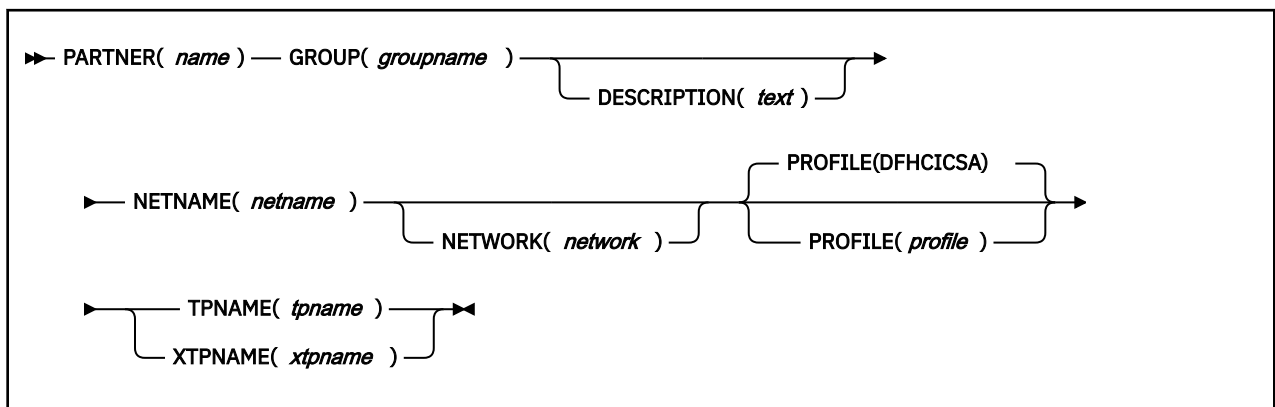 PARTNER( name ) GROUP( groupname )
DESCRIPTION( text )
PROFILE(DFHCICSA)
NETNAME( netname )
NETWORK( network )
PROFILE( profile )
TPNAME( tpname )
XTPNAME( xtpname )